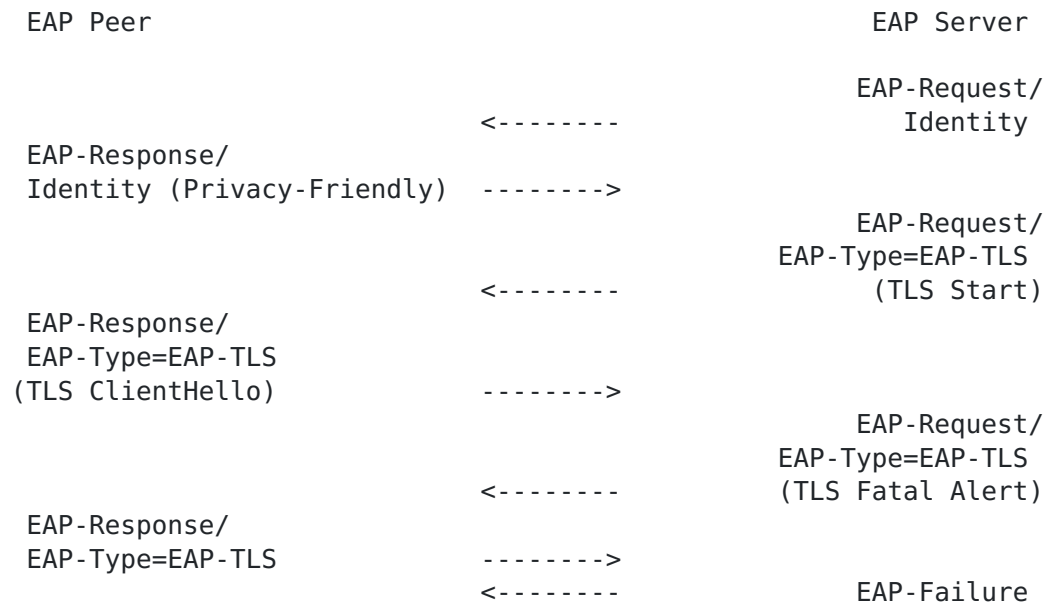 EAP Peer                                              EAP Server
                                                     EAP-Request/
                              <--------                  Identity
EAP-Response/
Identity (Privacy-Friendly)   -------->
                                                     EAP-Request/
                                                EAP-Type=EAP-TLS
                              <--------                (TLS Start)
EAP-Response/
EAP-Type=EAP-TLS
(TLS ClientHello)             -------->
                                                     EAP-Request/
                                                EAP-Type=EAP-TLS
                              <--------          (TLS Fatal Alert)
EAP-Response/
EAP-Type=EAP-TLS              -------->
                              <--------               EAP-Failure